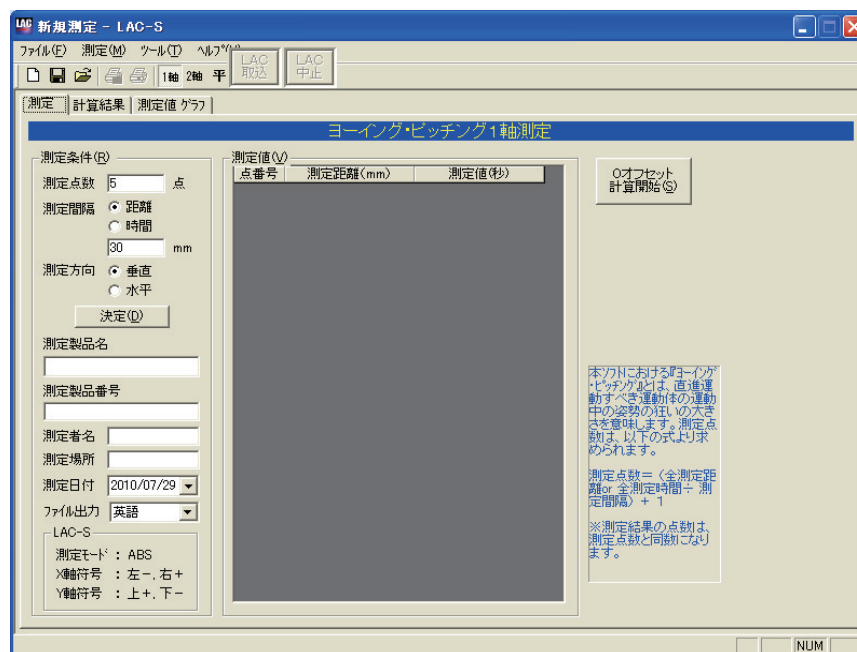 LAC 新規測定 - LAC-S
ファイル(F) 測定(M) ツール(T) ヘルプ(H)
1軸 2軸 平 LAC取込 LAC中止
測定 計算結果 測定値グラフ
ヨーイング・ピッチング1軸測定
測定条件(R)
測定点数 5 点
測定間隔 距離
時間
30 mm
測定方向 垂直
水平
決定(D)
測定製品名
測定製品番号
測定者名
測定場所
測定日付 2010/07/29
ファイル出力 英語
LAC-S
測定モード : ABS
X軸符号 : 左-, 右+
Y軸符号 : 上+, 下-
測定値(V)
点番号 測定距離(mm) 測定値(秒)
0オフセット
計算開始(S)
本ソフトにおける『ヨーイング
・ピッチング』とは、直進運
動すべき運動体の運動
中の姿勢の狂いの大き
さを意味します。測定点
数は、以下の式より求
められます。
測定点数=(全測定距
離or 全測定時間÷ 測
定間隔) + 1
※測定結果の点数は、
測定点数と同数になり
ます。
NUM